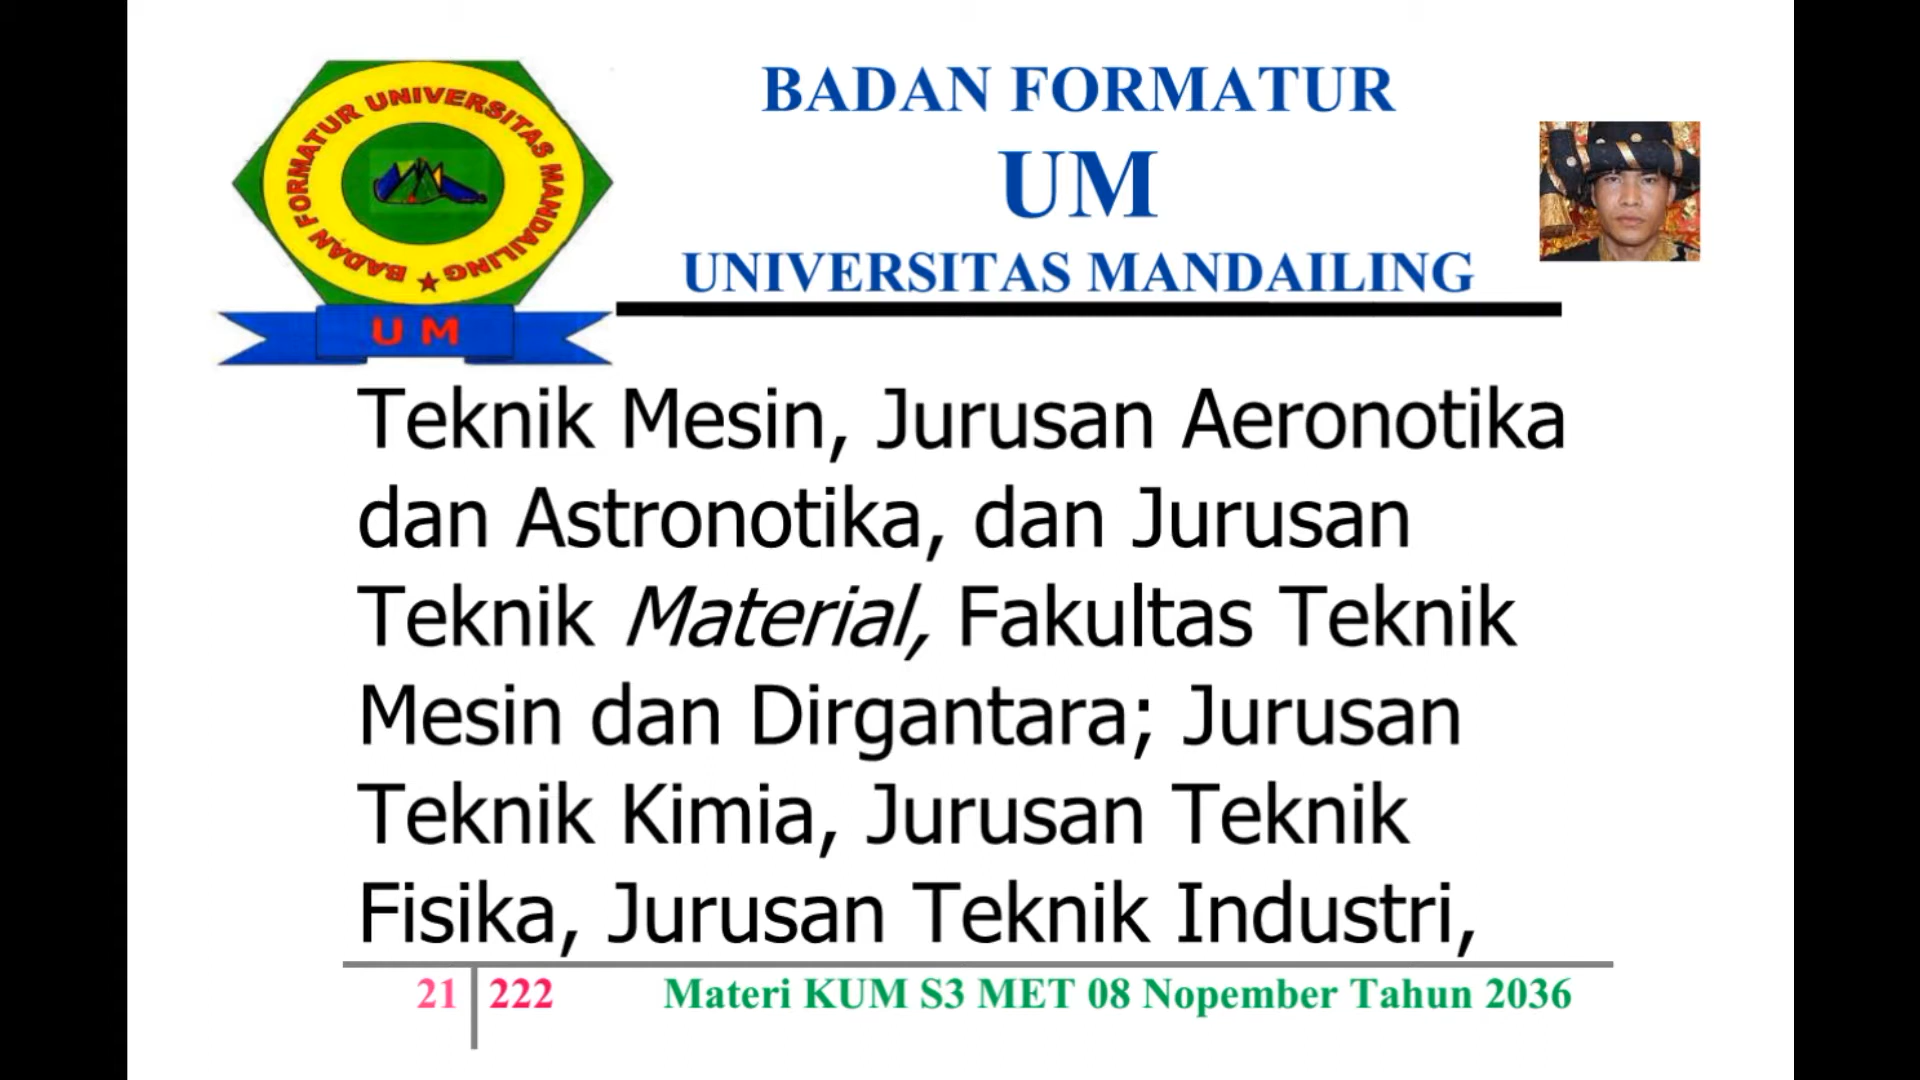 BADAN FORMATUR UNIVERSITAS MANDAILING
U M
BADAN FORMATUR
UM
UNIVERSITAS MANDAILING
Teknik Mesin, Jurusan Aeronotika
dan Astronotika, dan Jurusan
Teknik Material, Fakultas Teknik
Mesin dan Dirgantara; Jurusan
Teknik Kimia, Jurusan Teknik
Fisika, Jurusan Teknik Industri,
21 222 Materi KUM S3 MET 08 Nopember Tahun 2036